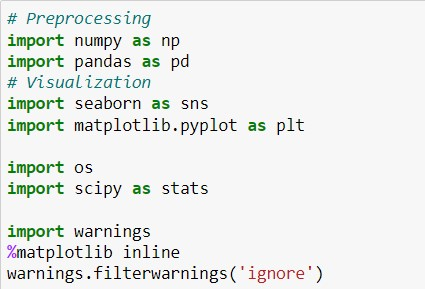 # Preprocessing
import numpy as np
import pandas as pd
# Visualization
import seaborn as sns
import matplotlib.pyplot as plt
import os
import scipy as stats
import warnings
%matplotlib inline
warnings.filterwarnings('ignore')